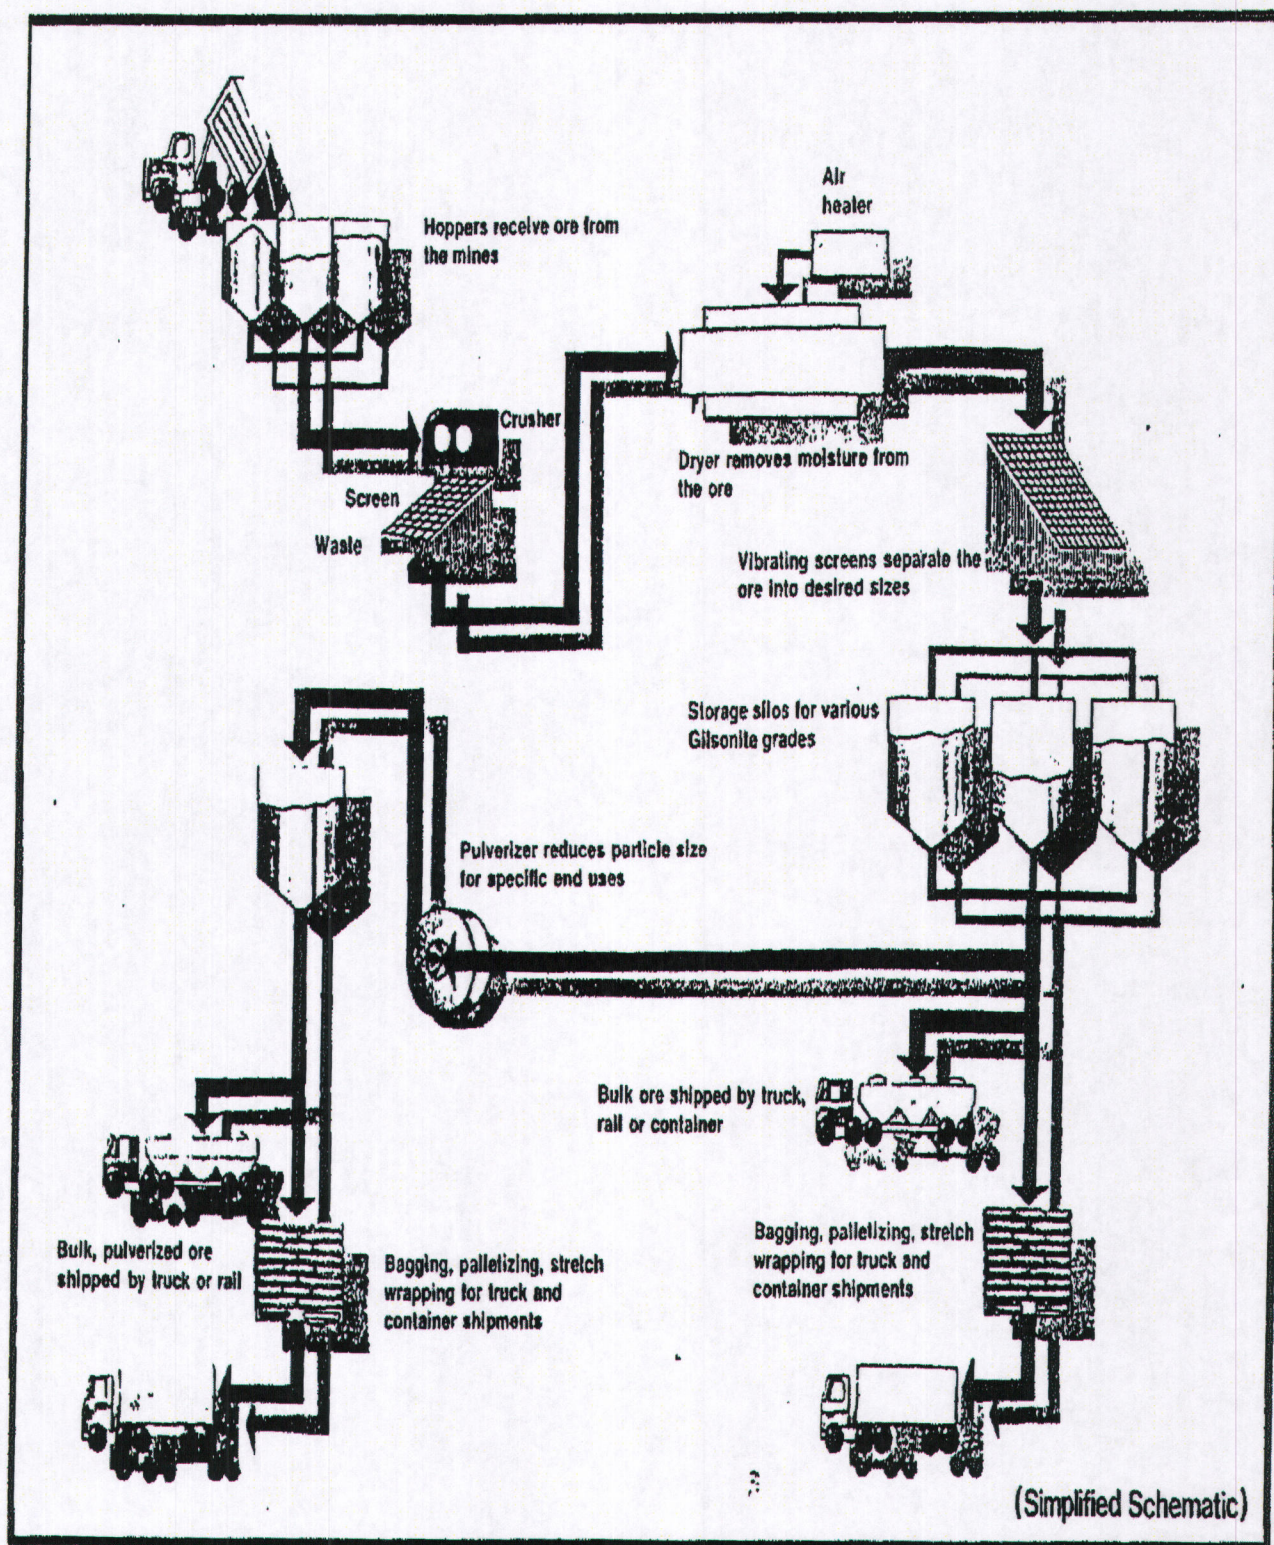 Hoppers receive ore from
the mines
Air
heater
Crusher
Screen
Waste
Dryer removes moisture from
the ore
Vibrating screens separate the
ore into desired sizes
Storage silos for various
Gilsonite grades
Pulverizer reduces particle size
for specific end uses
Bulk ore shipped by truck,
rail or container
Bulk, pulverized ore
shipped by truck or rail
Bagging, palletizing, stretch
wrapping for truck and
container shipments
Bagging, palletizing, stretch
wrapping for truck and
container shipments
(Simplified Schematic)